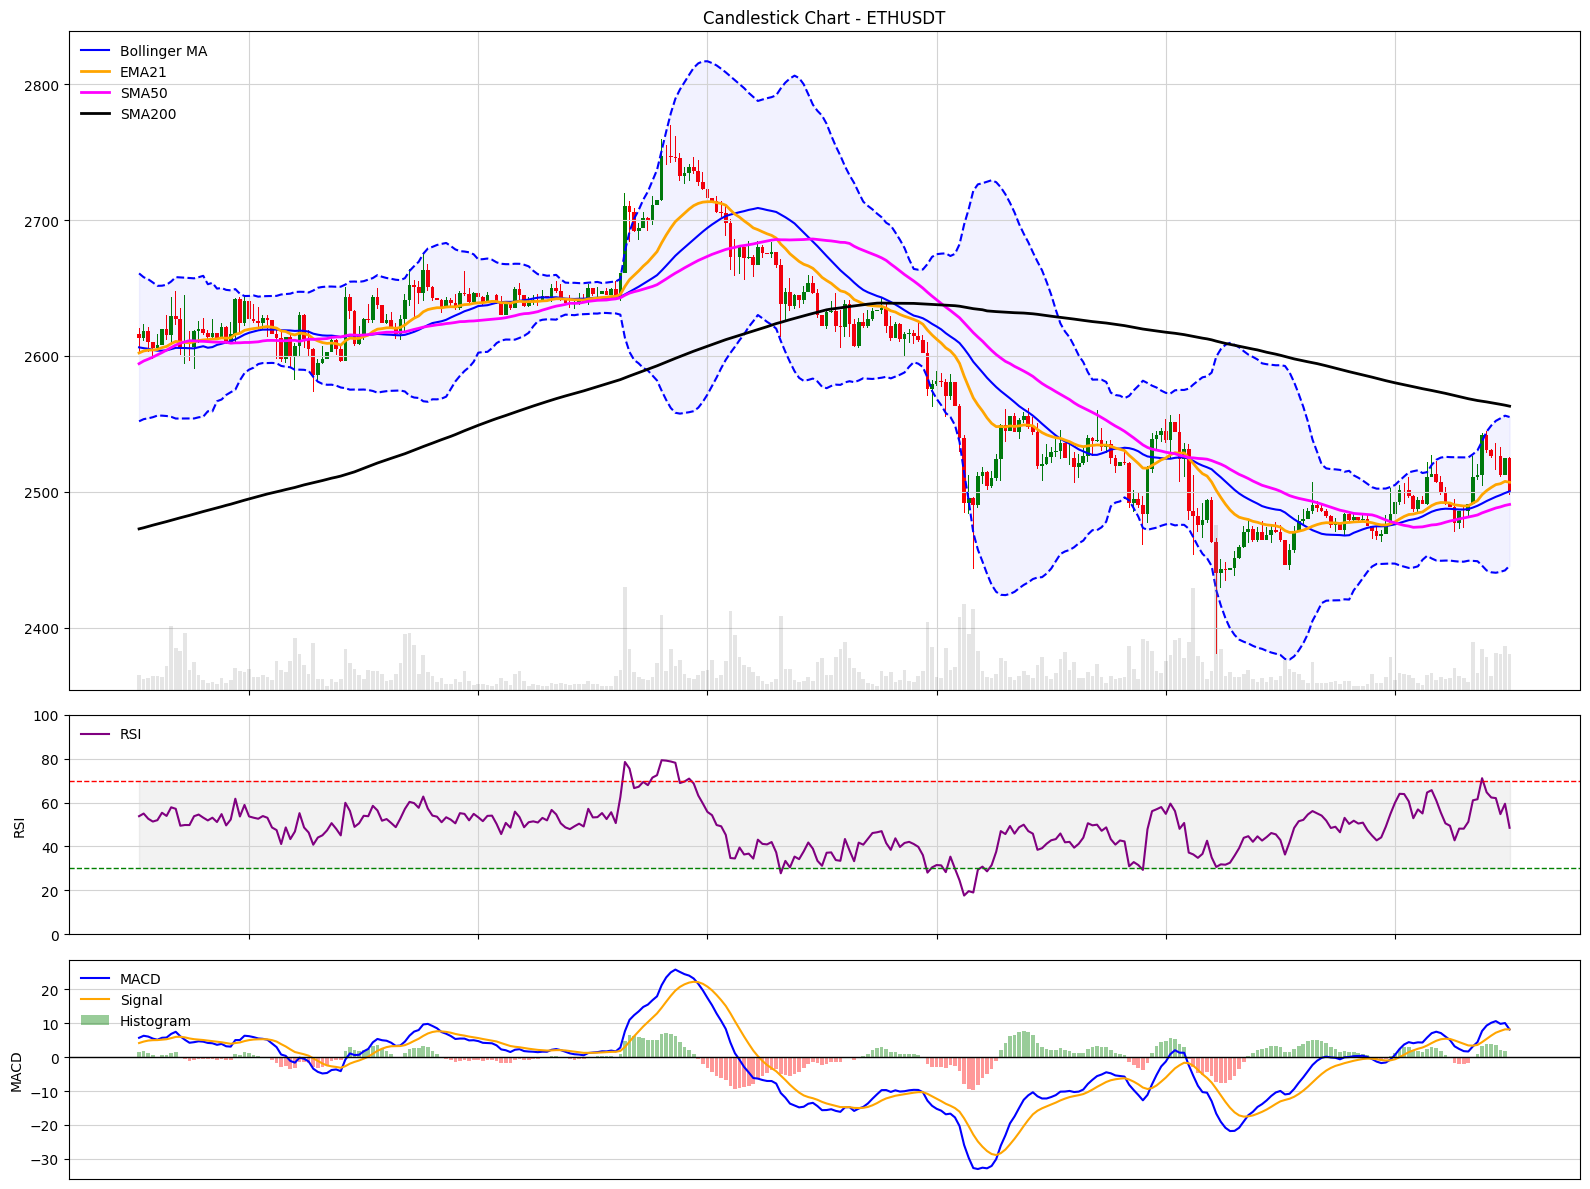 Candlestick Chart - ETHUSDT
Bollinger MA
EMA21
SMA50
SMA200
2800
2700
2600
2500
2400
RSI
100
80
60
40
20
0
RSI
MACD
Signal
Histogram
20
10
0
−10
−20
−30
MACD